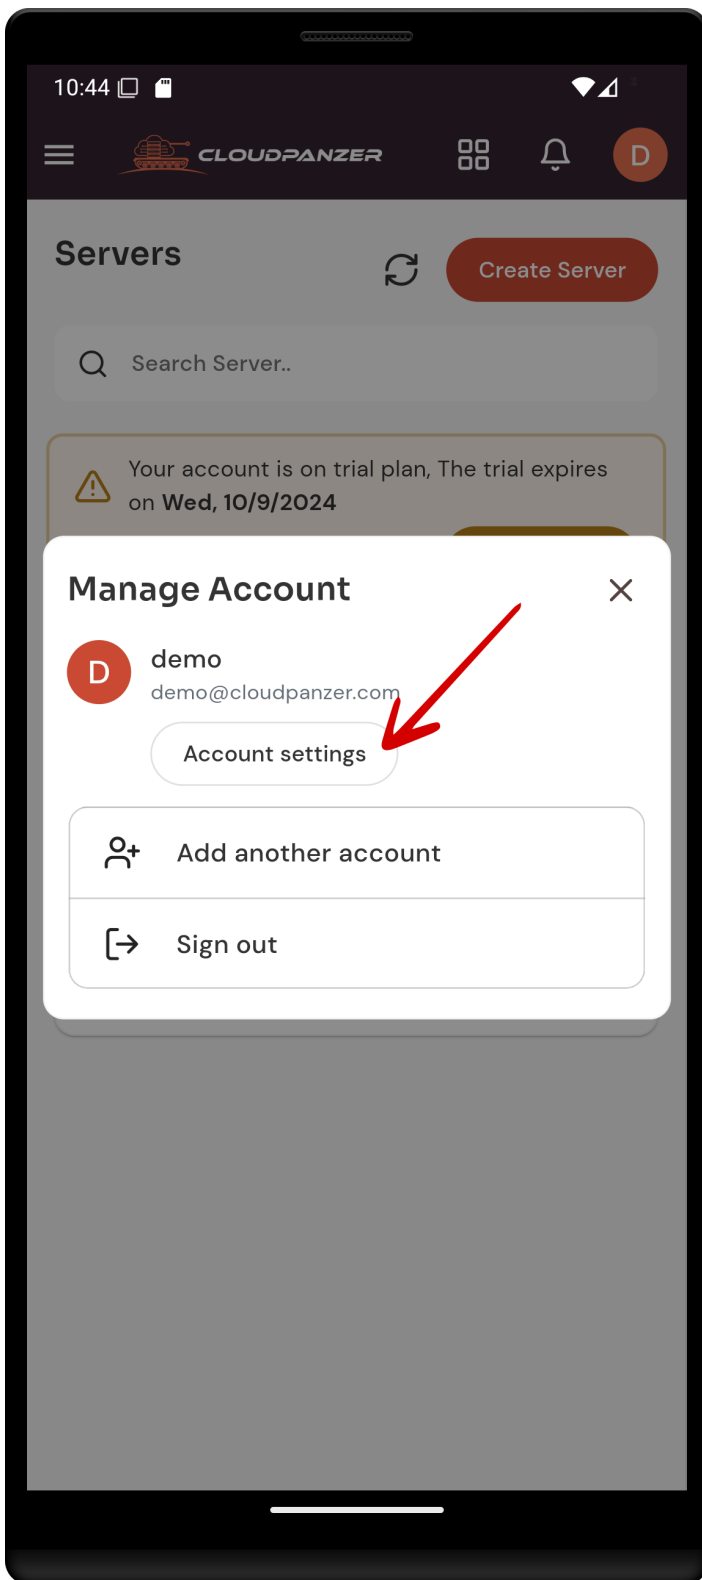 10:44
CLOUDPANZER
D
Servers
Create Server
Search Server..
Your account is on trial plan, The trial expires
on Wed, 10/9/2024
Manage Account
D
demo
demo@cloudpanzer.com
Account settings
Add another account
Sign out